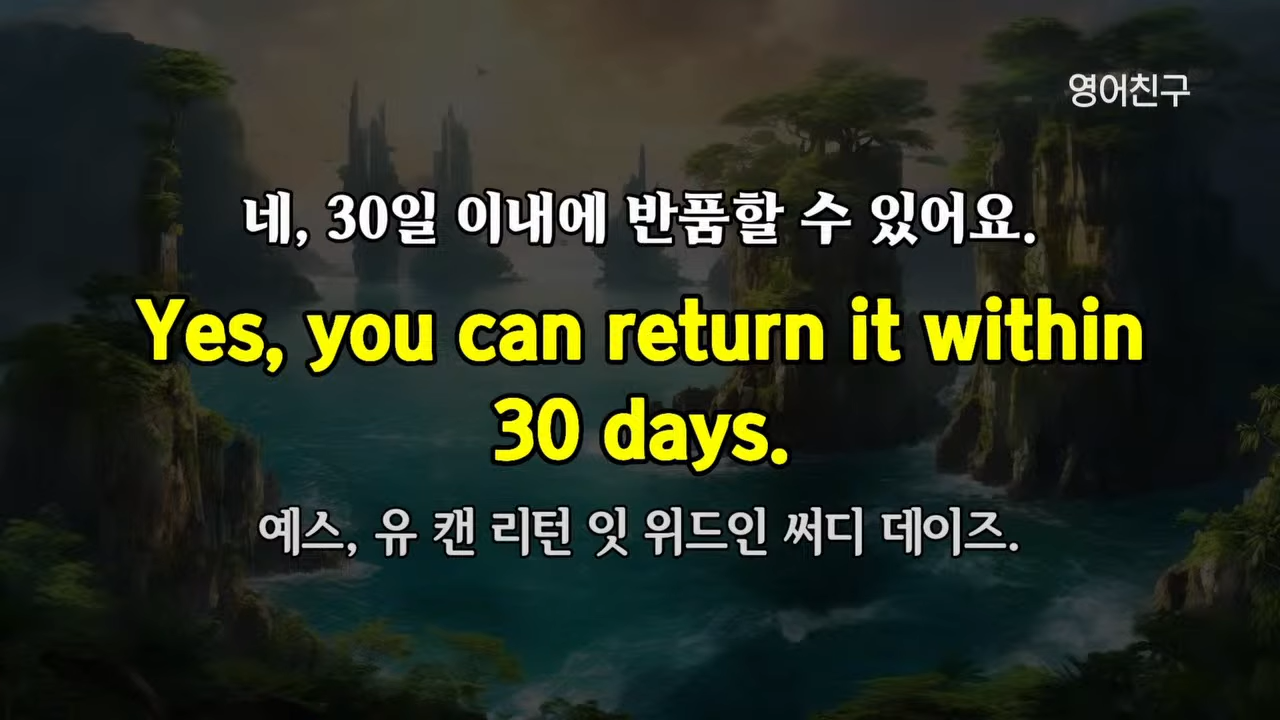 영어친구
네, 30일 이내에 반품할 수 있어요.
Yes, you can return it within
30 days.
예스, 유 캔 리턴 잇 위드인 써디 데이즈.